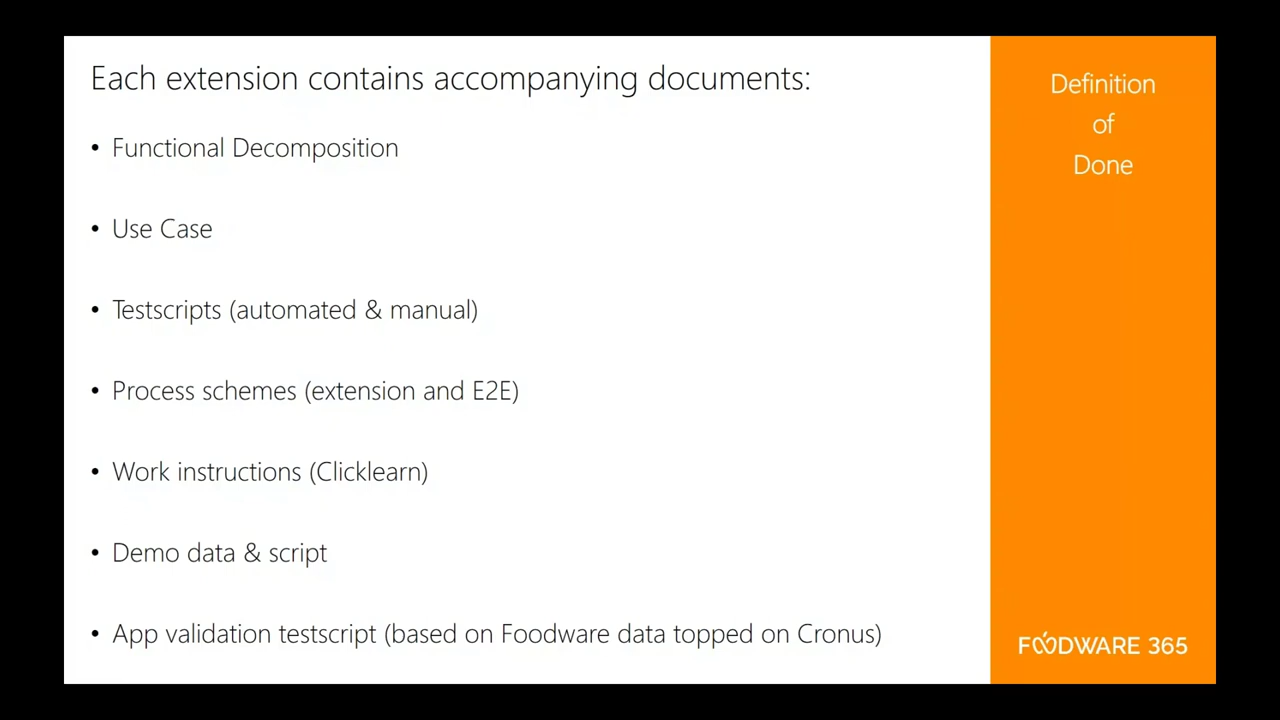 Each extension contains accompanying documents:
• Functional Decomposition
• Use Case
• Testscripts (automated & manual)
• Process schemes (extension and E2E)
• Work instructions (Clicklearn)
• Demo data & script
• App validation testscript (based on Foodware data topped on Cronus)
Definition
of
Done
FOODWARE 365